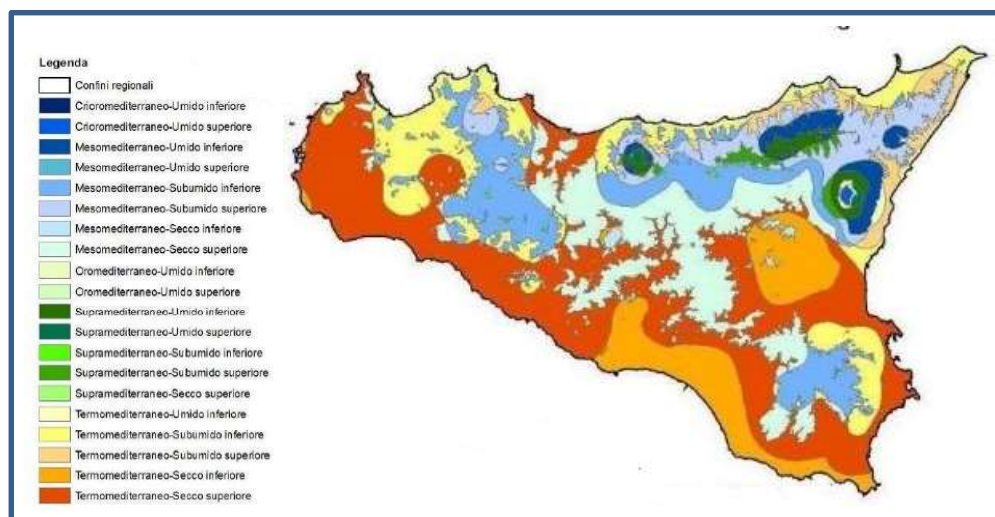 Legenda
Confini regionali
Crioromediterraneo-Umido inferiore
Crioromediterraneo-Umido superiore
Mesomediterraneo-Umido inferiore
Mesomediterraneo-Umido superiore
Mesomediterraneo-Subumido inferiore
Mesomediterraneo-Subumido superiore
Mesomediterraneo-Secco inferiore
Mesomediterraneo-Secco superiore
Oromediterraneo-Umido inferiore
Oromediterraneo-Umido superiore
Supramediterraneo-Umido inferiore
Supramediterraneo-Umido superiore
Supramediterraneo-Subumido inferiore
Supramediterraneo-Subumido superiore
Supramediterraneo-Secco superiore
Termomediterraneo-Umido inferiore
Termomediterraneo-Subumido inferiore
Termomediterraneo-Subumido superiore
Termomediterraneo-Secco inferiore
Termomediterraneo-Secco superiore